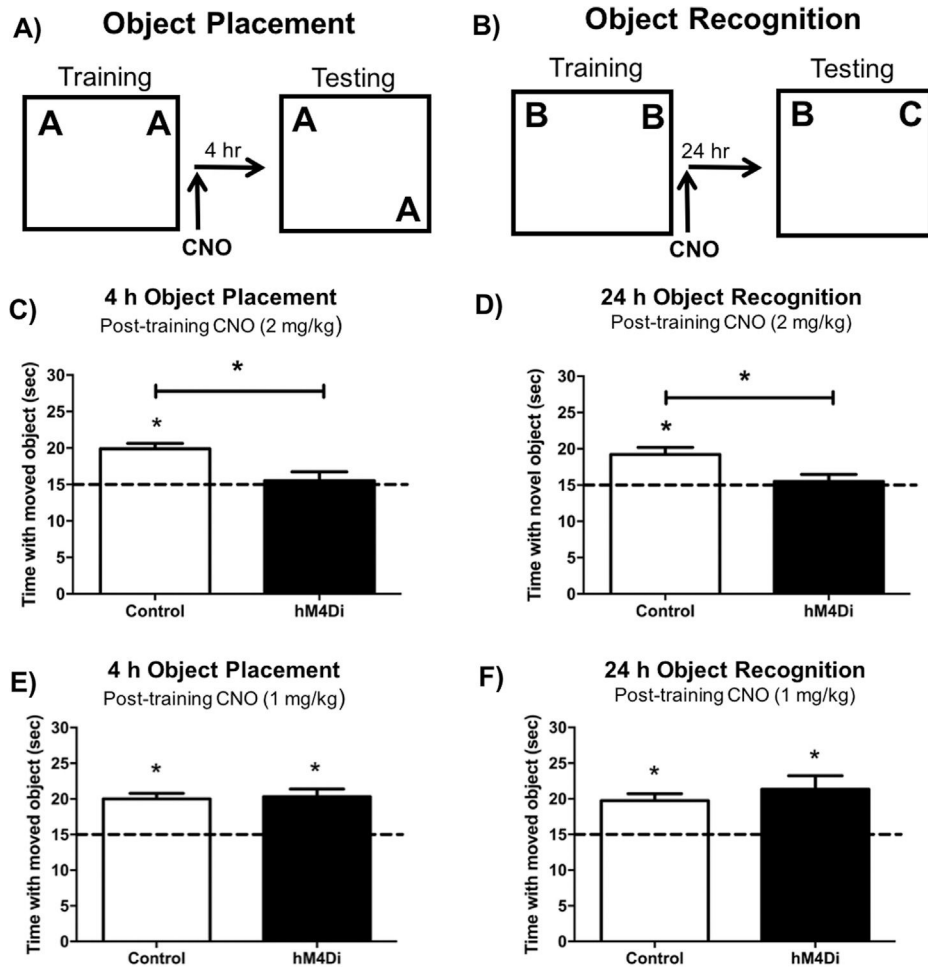 A) Object Placement
Training Testing
A A A
4 hr
A
CNO
B) Object Recognition
Training Testing
B B B C
24 hr
CNO
C) 4 h Object Placement
Post-training CNO (2 mg/kg)
Time with moved object (sec)
30
25
20
15
10
5
0
*
*
Control hM4Di
D) 24 h Object Recognition
Post-training CNO (2 mg/kg)
Time with novel object (sec)
30
25
20
15
10
5
0
*
*
Control hM4Di
E) 4 h Object Placement
Post-training CNO (1 mg/kg)
Time with moved object (sec)
30
25
20
15
10
5
0
* *
Control hM4Di
F) 24 h Object Recognition
Post-training CNO (1 mg/kg)
Time with moved object (sec)
30
25
20
15
10
5
0
* *
Control hM4Di